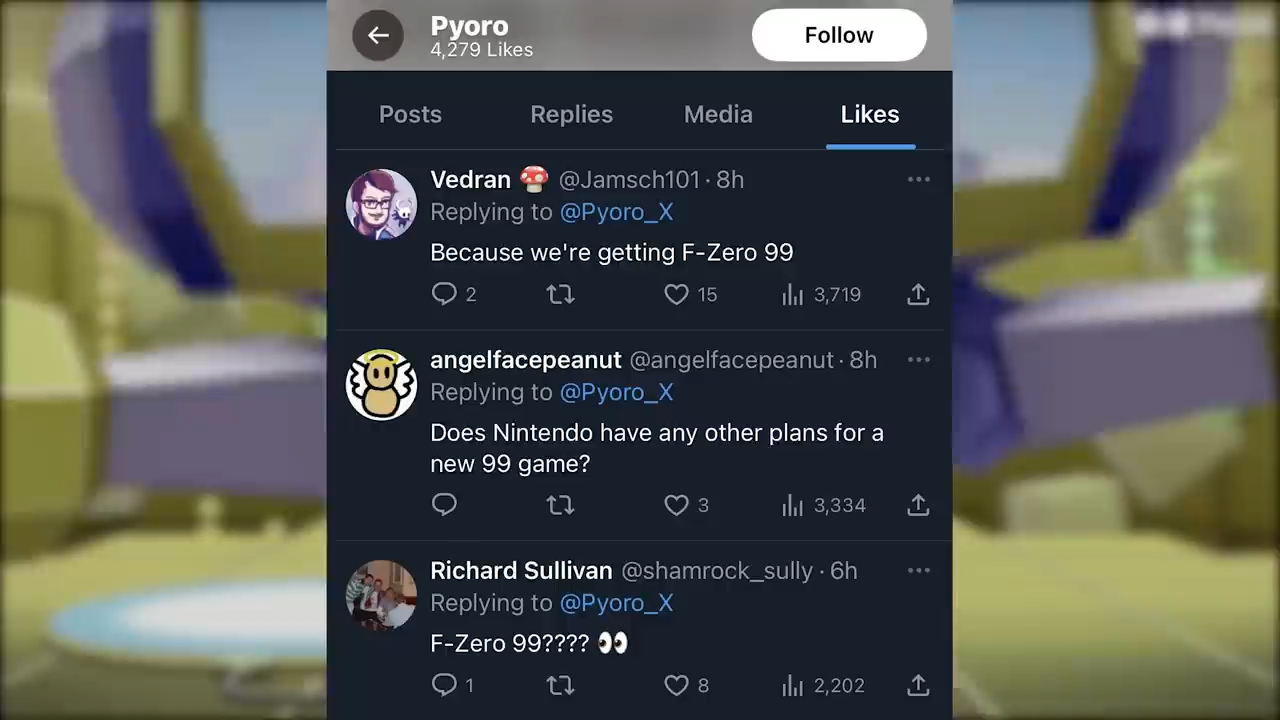 Pyoro
4,279 Likes
Follow
Posts Replies Media Likes
Vedran 🍄 @Jamsch101 · 8h
Replying to @Pyoro_X
Because we're getting F-Zero 99
2 15 3,719
angelfacepeanut @angelfacepeanut · 8h
Replying to @Pyoro_X
Does Nintendo have any other plans for a
new 99 game?
3 3,334
Richard Sullivan @shamrock_sully · 6h
Replying to @Pyoro_X
F-Zero 99???? 👀
1 8 2,202